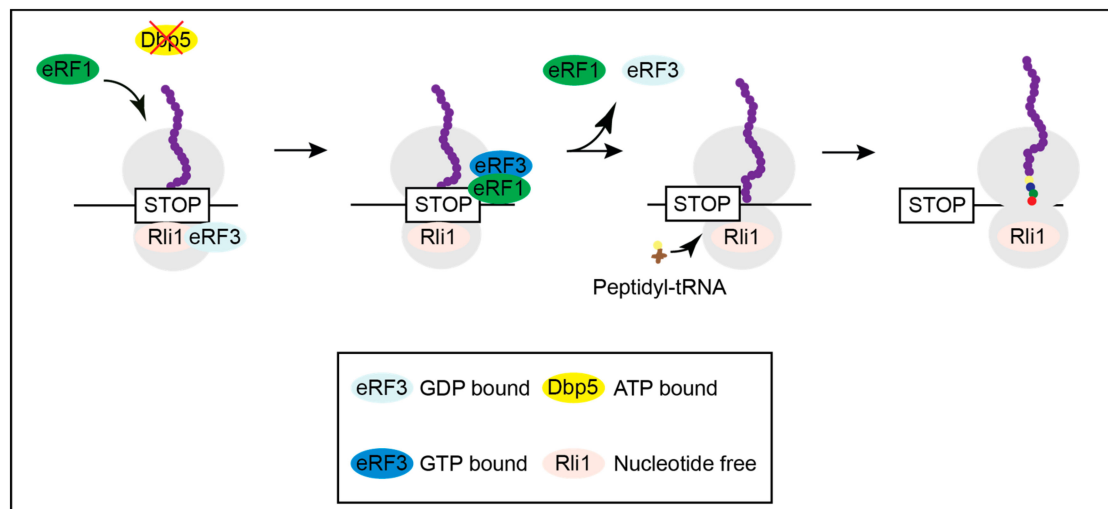 Dbp5
eRF1
STOP
Rli1 eRF3
eRF3
eRF1
STOP
Rli1
eRF1 eRF3
STOP
Rli1
Peptidyl-tRNA
STOP
Rli1
eRF3 GDP bound Dbp5 ATP bound
eRF3 GTP bound Rli1 Nucleotide free